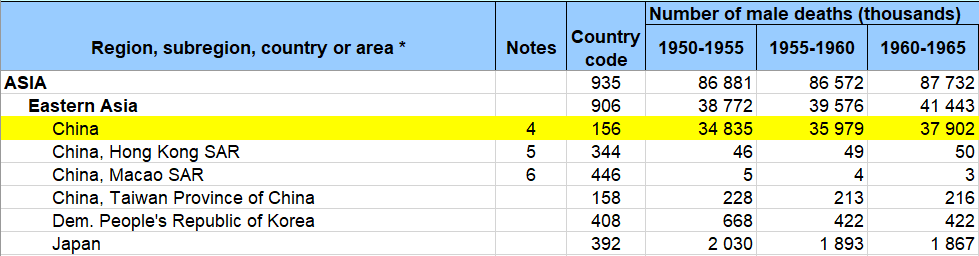 Number of male deaths (thousands)
Region, subregion, country or area * Notes Country code 1950-1955 1955-1960 1960-1965
ASIA 935 86 881 86 572 87 732
Eastern Asia 906 38 772 39 576 41 443
China 4 156 34 835 35 979 37 902
China, Hong Kong SAR 5 344 46 49 50
China, Macao SAR 6 446 5 4 3
China, Taiwan Province of China 158 228 213 216
Dem. People's Republic of Korea 408 668 422 422
Japan 392 2 030 1 893 1 867